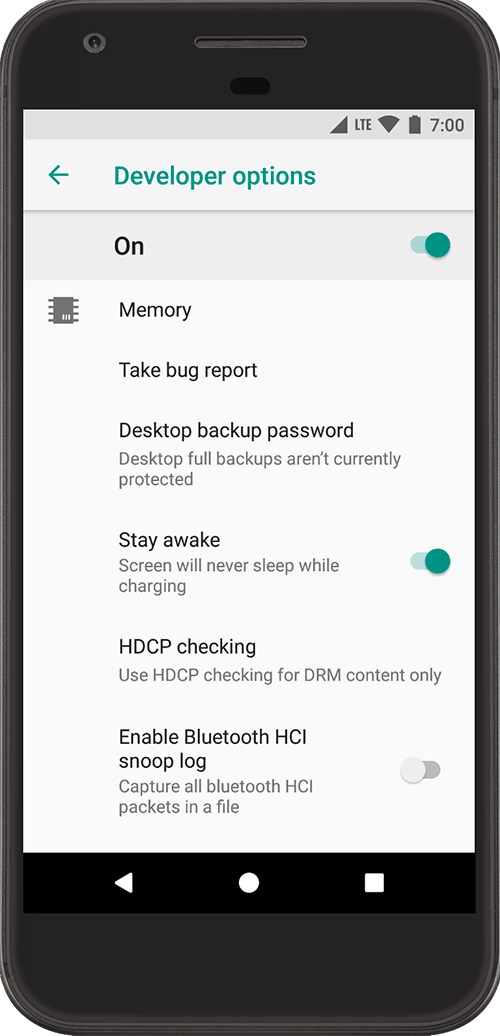 LTE 7:00
Developer options
On
Memory
Take bug report
Desktop backup password
Desktop full backups aren’t currently
protected
Stay awake
Screen will never sleep while
charging
HDCP checking
Use HDCP checking for DRM content only
Enable Bluetooth HCI
snoop log
Capture all bluetooth HCI
packets in a file